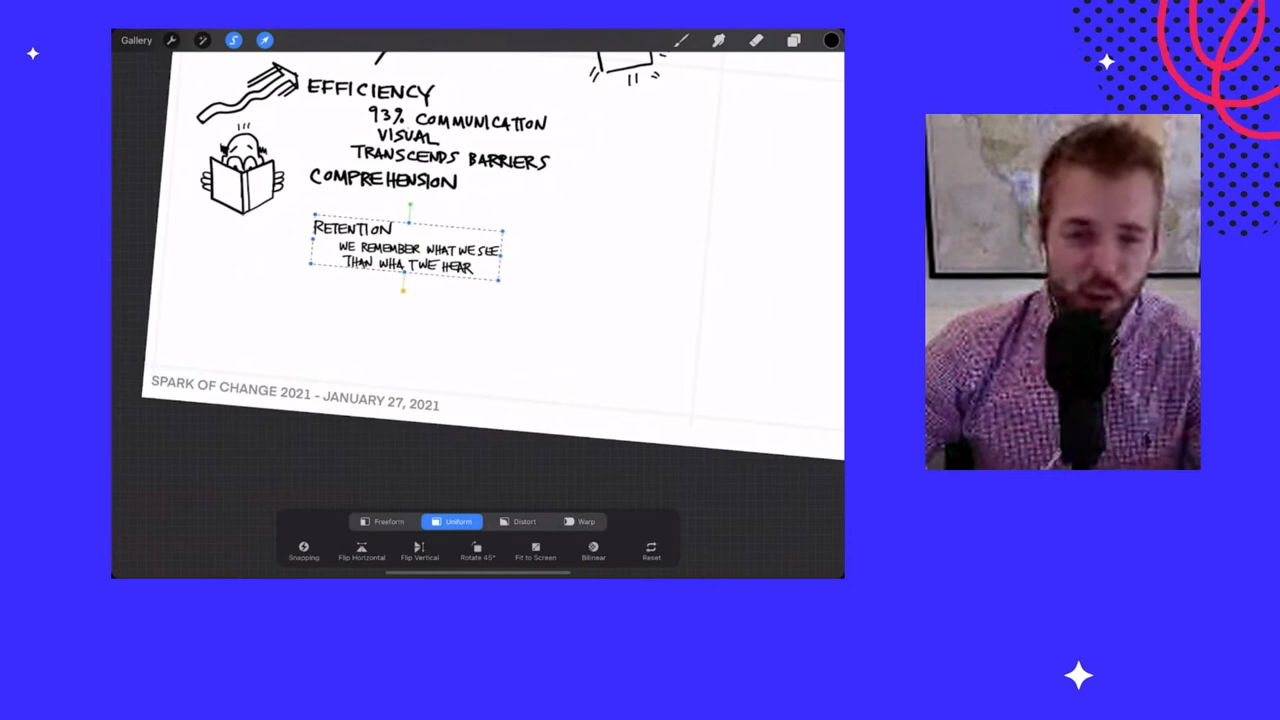 Gallery
EFFICIENCY
93% COMMUNICATION
VISUAL
TRANSCENDS BARRIERS
COMPREHENSION
RETENTION
WE REMEMBER WHAT WE SEE
THAN WHA T WE HEAR
SPARK OF CHANGE 2021 - JANUARY 27, 2021
Freeform Uniform Distort Warp
Snapping Flip Horizontal Flip Vertical Rotate 45° Fit to Screen Bilinear Reset